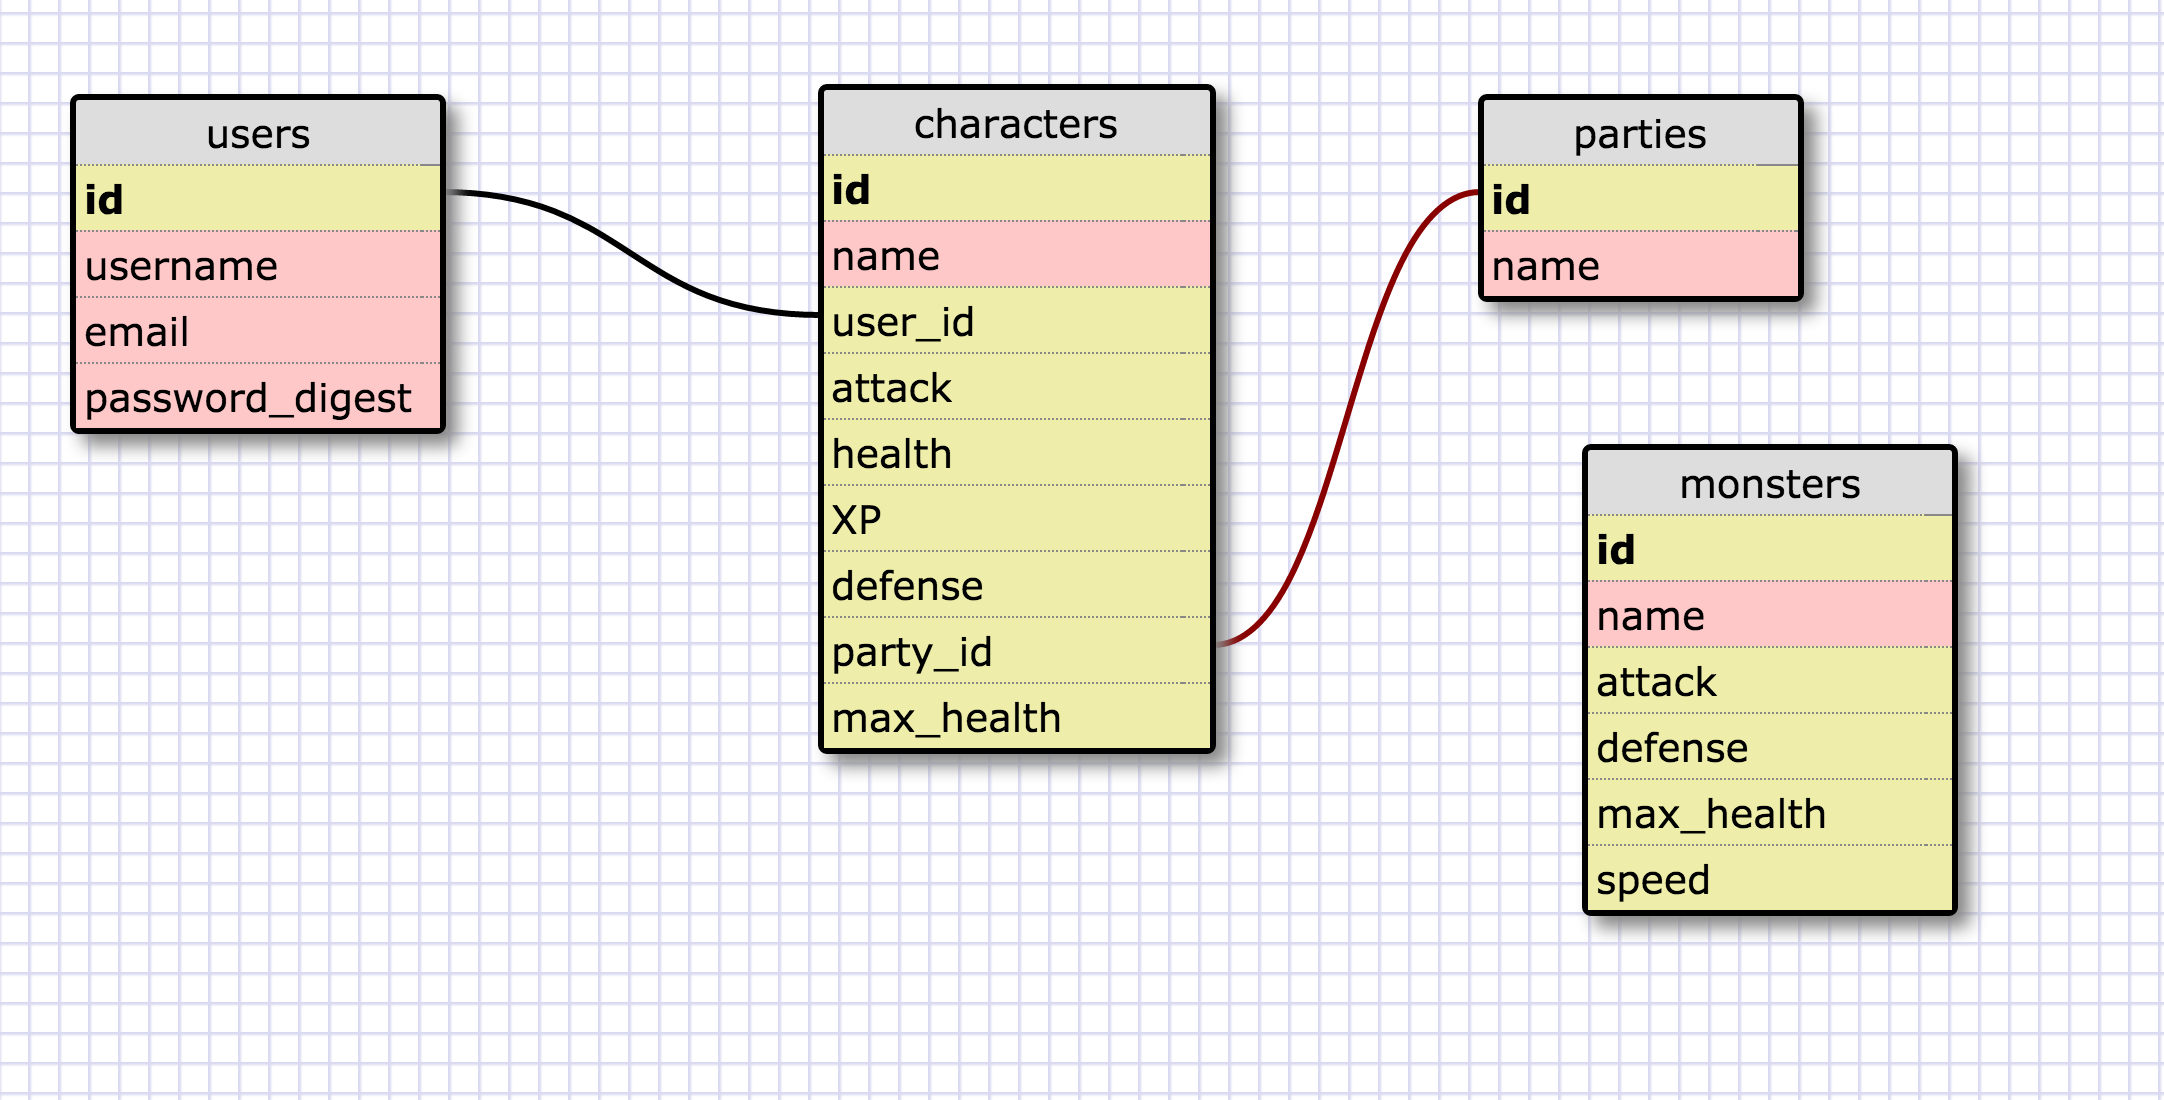 users
id
username
email
password_digest
characters
id
name
user_id
attack
health
XP
defense
party_id
max_health
parties
id
name
monsters
id
name
attack
defense
max_health
speed